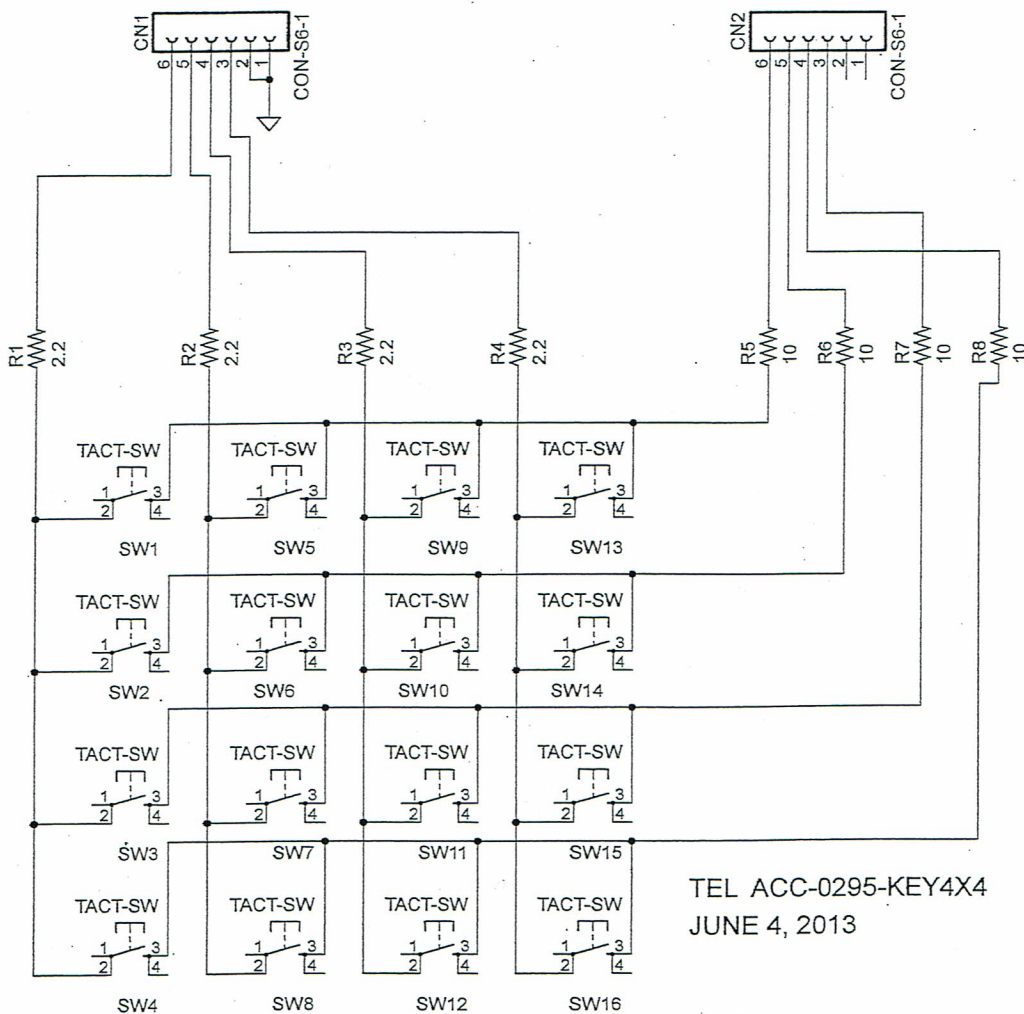 CN1
6
5
4
3
2
1
CON-S6-1
CN2
6
5
4
3
2
1
CON-S6-1
R1
2.2
R2
2.2
R3
2.2
R4
2.2
R5
10
R6
10
R7
10
R8
10
TACT-SW TACT-SW TACT-SW TACT-SW
1 3 1 3 1 3 1 3
2 4 2 4 2 4 2 4
SW1 SW5 SW9 SW13
TACT-SW TACT-SW TACT-SW TACT-SW
1 3 1 3 1 3 1 3
2 4 2 4 2 4 2 4
SW2 SW6 SW10 SW14
TACT-SW TACT-SW TACT-SW TACT-SW
1 3 1 3 1 3 1 3
2 4 2 4 2 4 2 4
SW3 SW7 SW11 SW15
TACT-SW TACT-SW TACT-SW TACT-SW
1 3 1 3 1 3 1 3
2 4 2 4 2 4 2 4
SW4 SW8 SW12 SW16
TEL ACC-0295-KEY4X4
JUNE 4, 2013